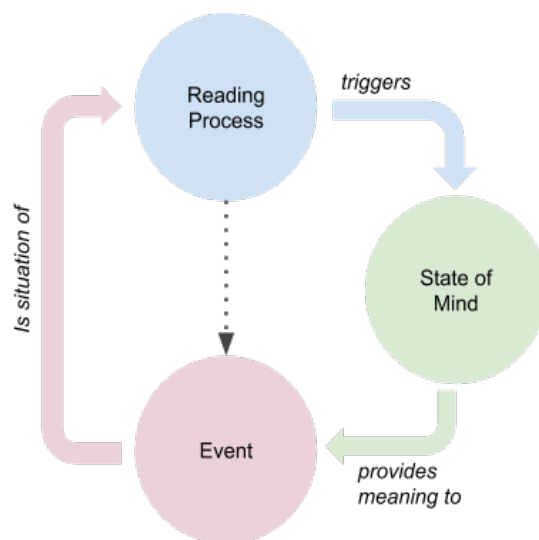 Reading
Process
triggers
State of
Mind
Is situation of
Event
provides
meaning to